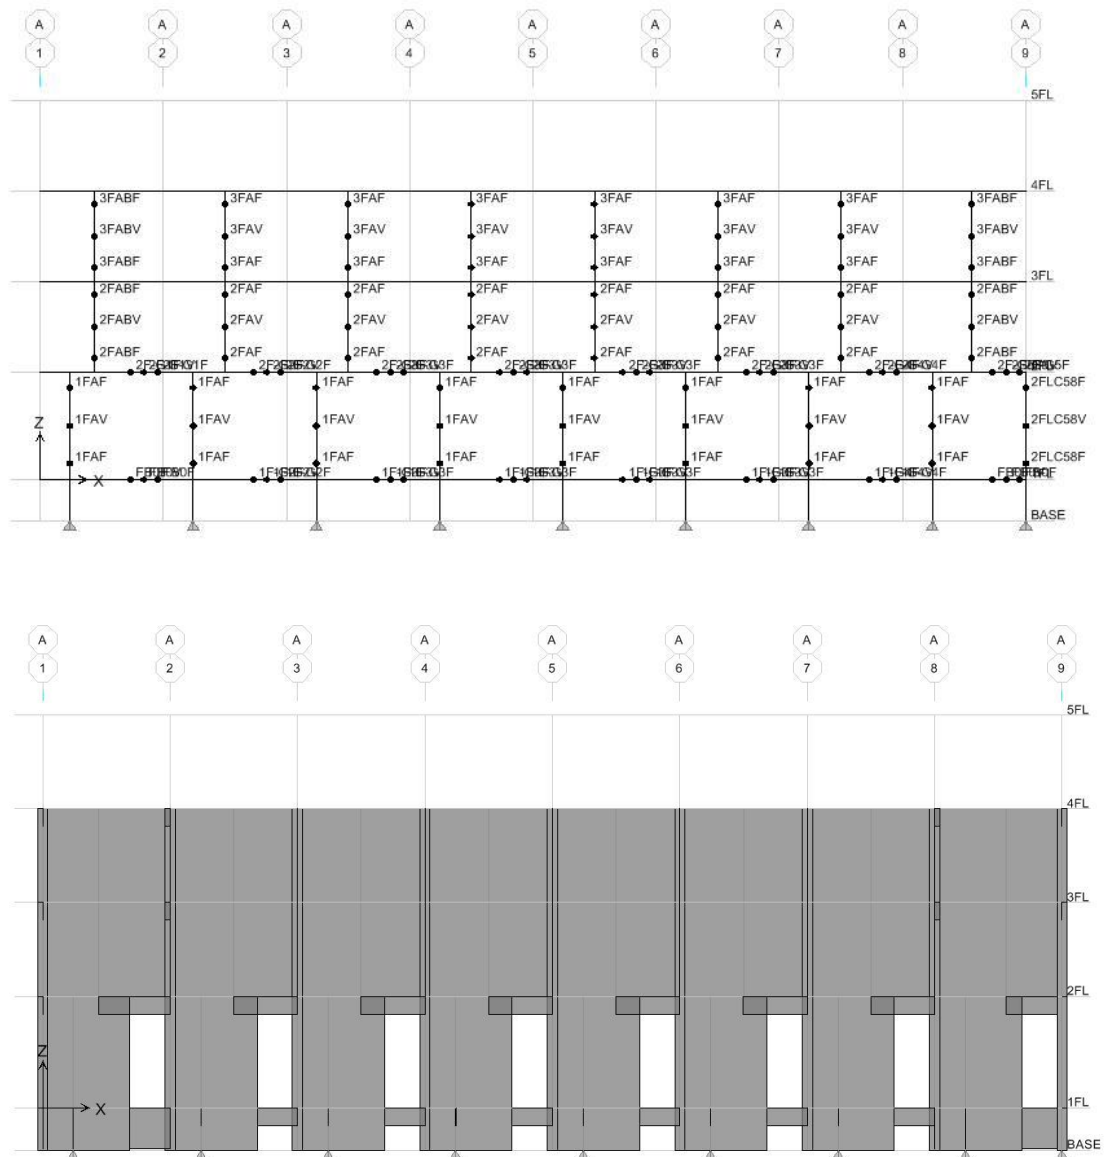 A A A A A A A A A
1 2 3 4 5 6 7 8 9
5FL
4FL
3FABF 3FAF 3FAF 3FAF 3FAF 3FAF 3FAF 3FABF
3FABV 3FAV 3FAV 3FAV 3FAV 3FAV 3FAV 3FABV
3FABF 3FAF 3FAF 3FAF 3FAF 3FAF 3FAF 3FABF
3FL
2FABF 2FAF 2FAF 2FAF 2FAF 2FAF 2FAF 2FABF
2FABV 2FAV 2FAV 2FAV 2FAV 2FAV 2FAV 2FABV
2FABF 2FAF 2FAF 2FAF 2FAF 2FAF 2FAF 2FABF
1FAF 1FAF 1FAF 1FAF 1FAF 1FAF 1FAF 1FAF 2FLC58F
1FAV 1FAV 1FAV 1FAV 1FAV 1FAV 1FAV 1FAV 2FLC58V
Z
1FAF 1FAF 1FAF 1FAF 1FAF 1FAF 1FAF 1FAF 2FLC58F
X
BASE
A A A A A A A A A
1 2 3 4 5 6 7 8 9
5FL
4FL
3FL
2FL
Z
X
1FL
BASE